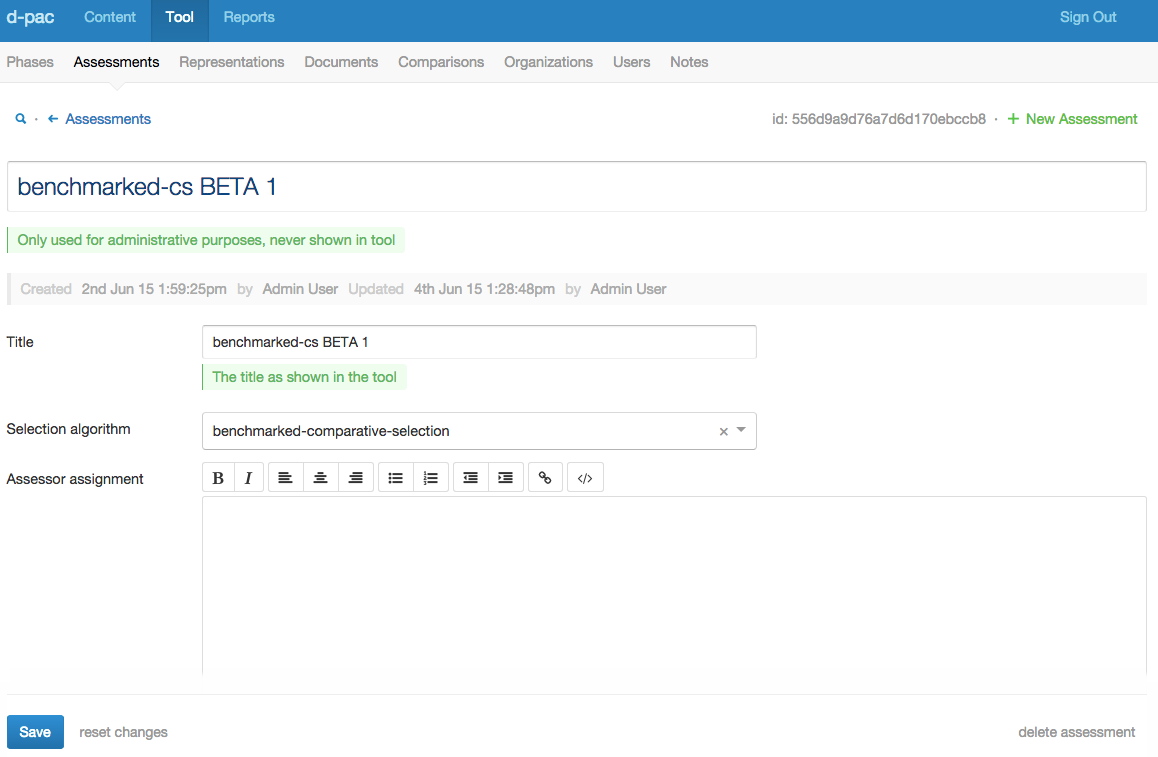 d-pac Content Tool Reports Sign Out
Phases Assessments Representations Documents Comparisons Organizations Users Notes
· ← Assessments id: 556d9a9d76a7d6d170ebccb8 · + New Assessment
benchmarked-cs BETA 1
Only used for administrative purposes, never shown in tool
Created 2nd Jun 15 1:59:25pm by Admin User Updated 4th Jun 15 1:28:48pm by Admin User
Title benchmarked-cs BETA 1
The title as shown in the tool
Selection algorithm benchmarked-comparative-selection ×
Assessor assignment B I </>
Save reset changes delete assessment